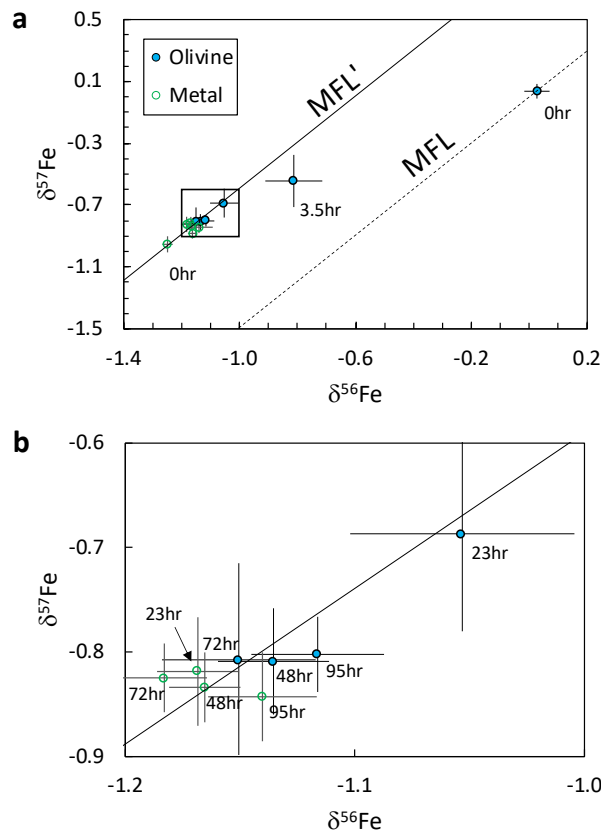 a
0.5
0.1
-0.3
-0.7
-1.1
-1.5
δ⁵⁷Fe
Olivine
Metal
MFL'
MFL
0hr
3.5hr
0hr
-1.4
-1.0
-0.6
-0.2
0.2
δ⁵⁶Fe
b
-0.6
-0.7
-0.8
-0.9
δ⁵⁷Fe
23hr
23hr
72hr
48hr
95hr
72hr
48hr
95hr
-1.2
-1.1
-1.0
δ⁵⁶Fe